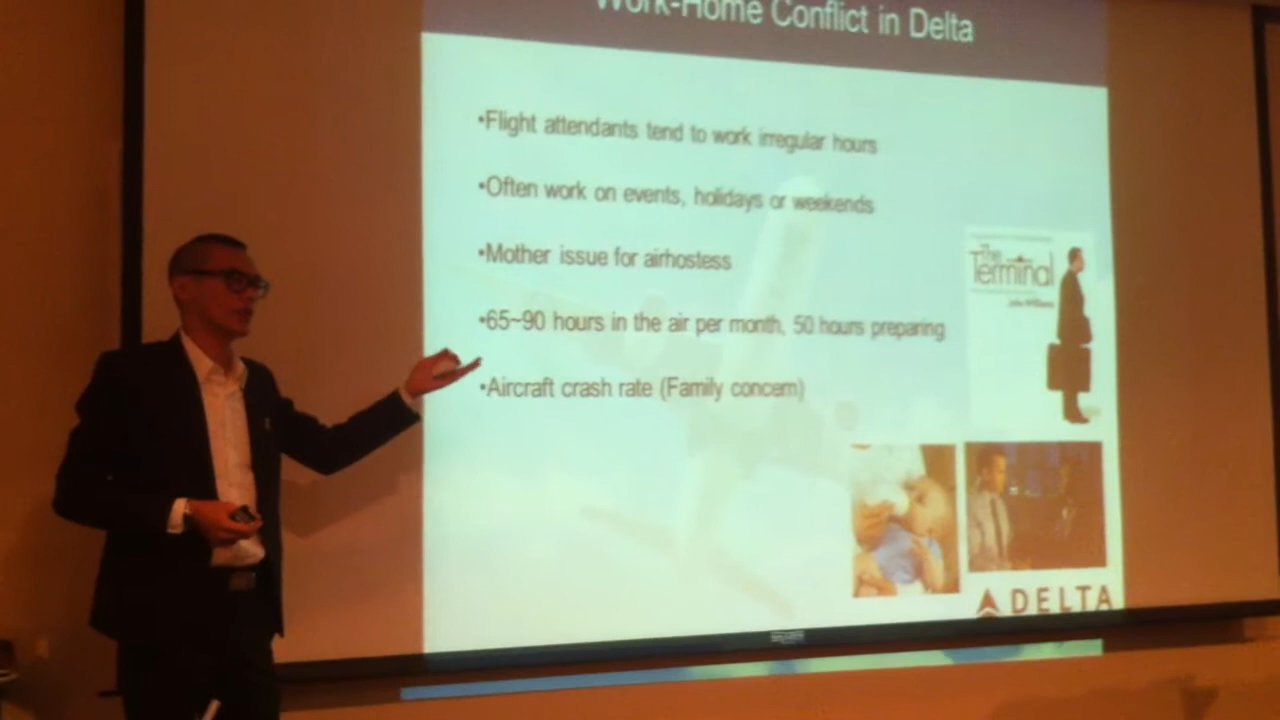 Work-Home Conflict in Delta
•Flight attendants tend to work irregular hours
•Often work on events, holidays or weekends
•Mother issue for airhostess
•65~90 hours in the air per month, 50 hours preparing
•Aircraft crash rate (Family concern)
The
Terminal
John Williams
DELTA